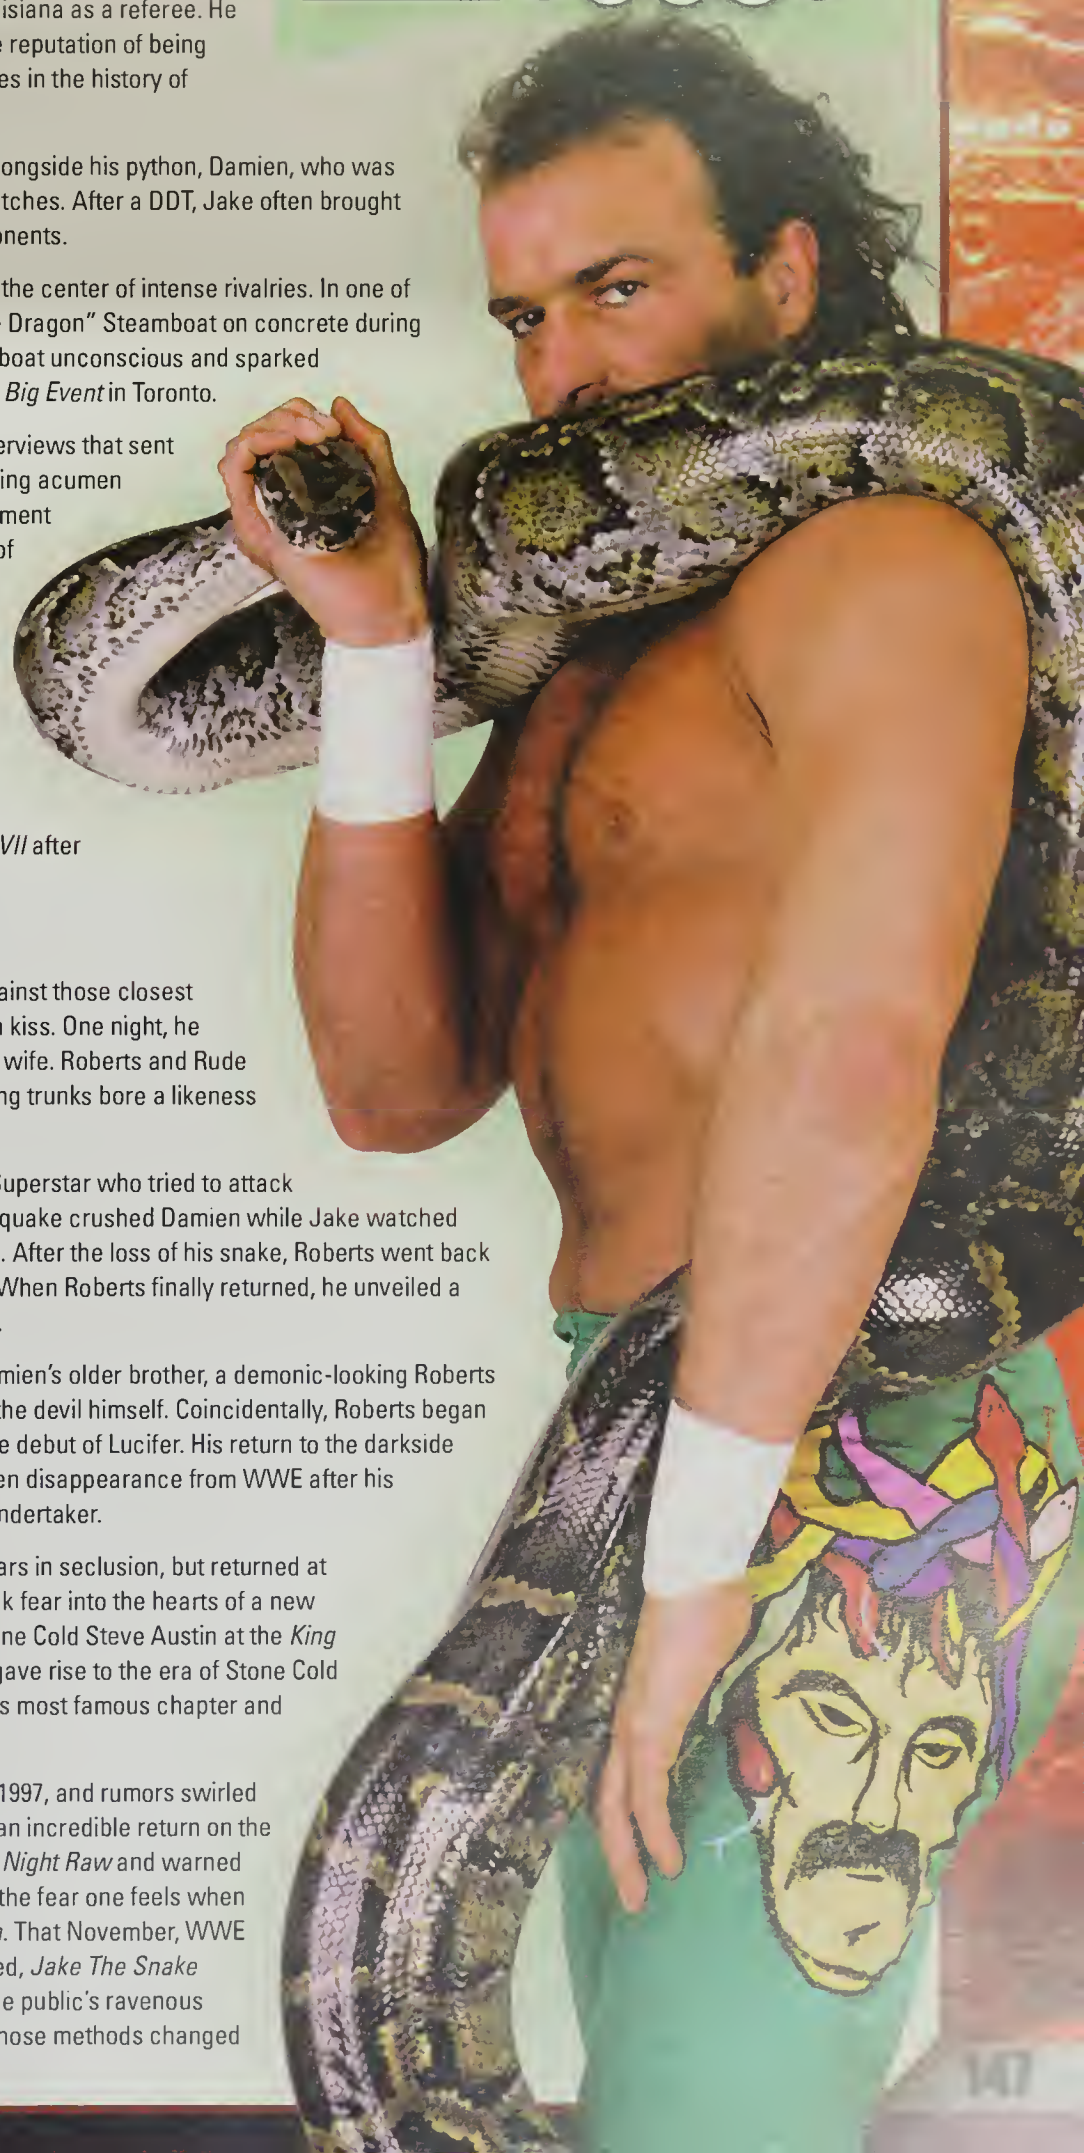 isiana as a referee. He
e reputation of being
es in the history of
ongside his python, Damien, who was
tches. After a DDT, Jake often brought
onents.
the center of intense rivalries. In one of
Dragon” Steamboat on concrete during
boat unconscious and sparked
Big Event in Toronto.
erviews that sent
ing acumen
ment
of
VII after
ainst those closest
kiss. One night, he
wife. Roberts and Rude
ng trunks bore a likeness
Superstar who tried to attack
quake crushed Damien while Jake watched
. After the loss of his snake, Roberts went back
When Roberts finally returned, he unveiled a
.
mien’s older brother, a demonic-looking Roberts
the devil himself. Coincidentally, Roberts began
e debut of Lucifer. His return to the darkside
en disappearance from WWE after his
ndertaker.
ars in seclusion, but returned at
k fear into the hearts of a new
ne Cold Steve Austin at the King
gave rise to the era of Stone Cold
s most famous chapter and
1997, and rumors swirled
an incredible return on the
Night Raw and warned
the fear one feels when
. That November, WWE
ed, Jake The Snake
e public’s ravenous
hose methods changed
147